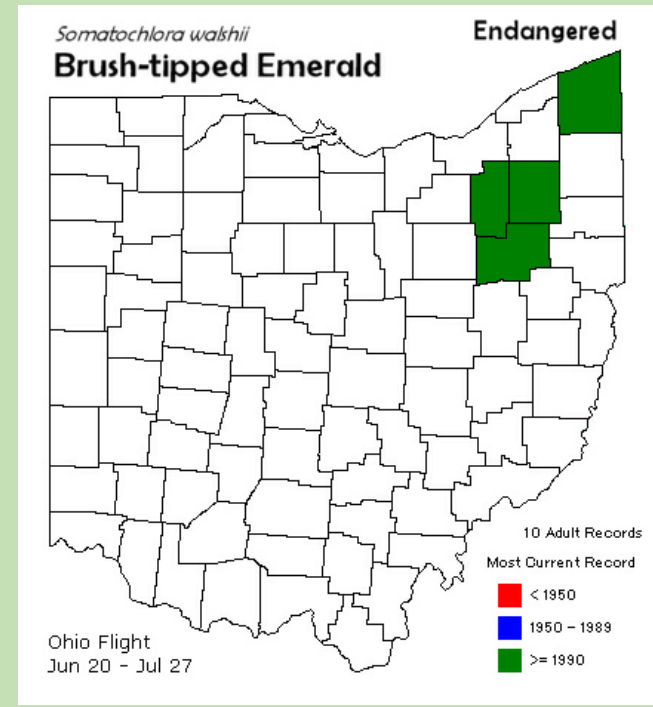 Somatochlora walshii
Endangered
Brush-tipped Emerald
10 Adult Records
Most Current Record
< 1950
1950 - 1989
>= 1990
Ohio Flight
Jun 20 - Jul 27